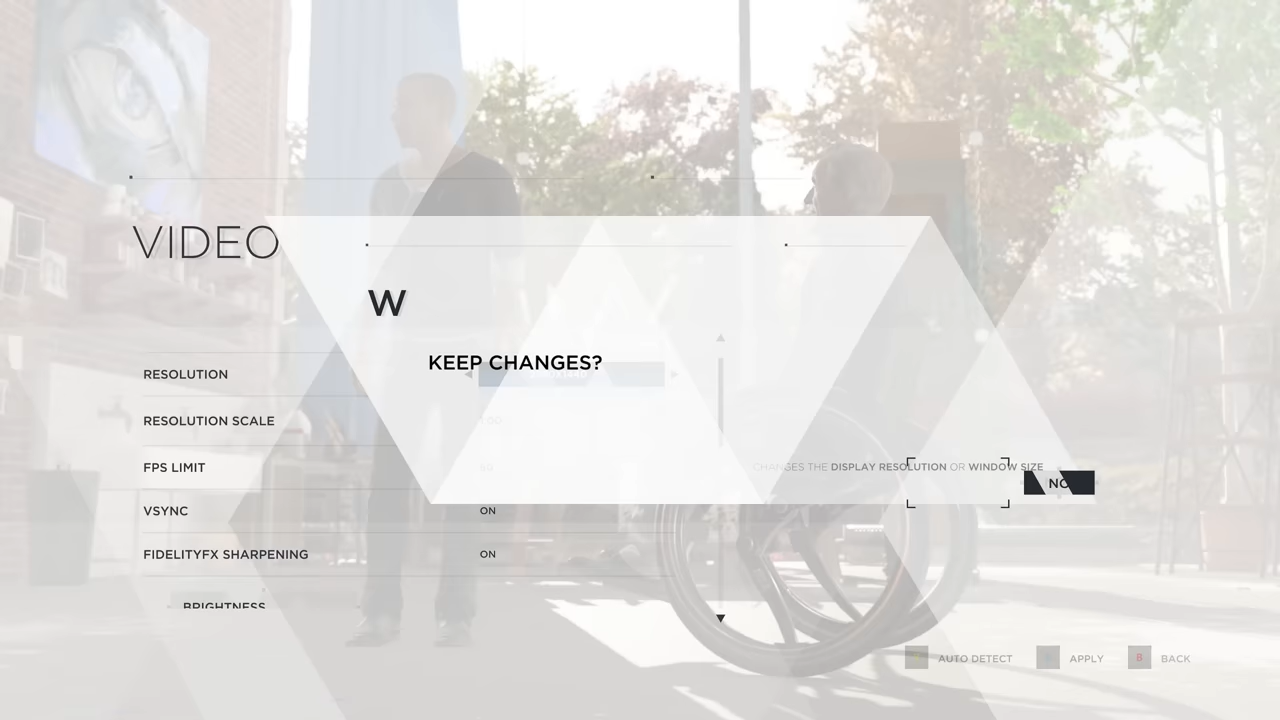 VIDEO
W
KEEP CHANGES?
RESOLUTION
RESOLUTION SCALE
FPS LIMIT
CHANGES THE DISPLAY RESOLUTION OR WINDOW SIZE
NO
VSYNC ON
FIDELITYFX SHARPENING ON
BRIGHTNESS
AUTO DETECT APPLY B BACK